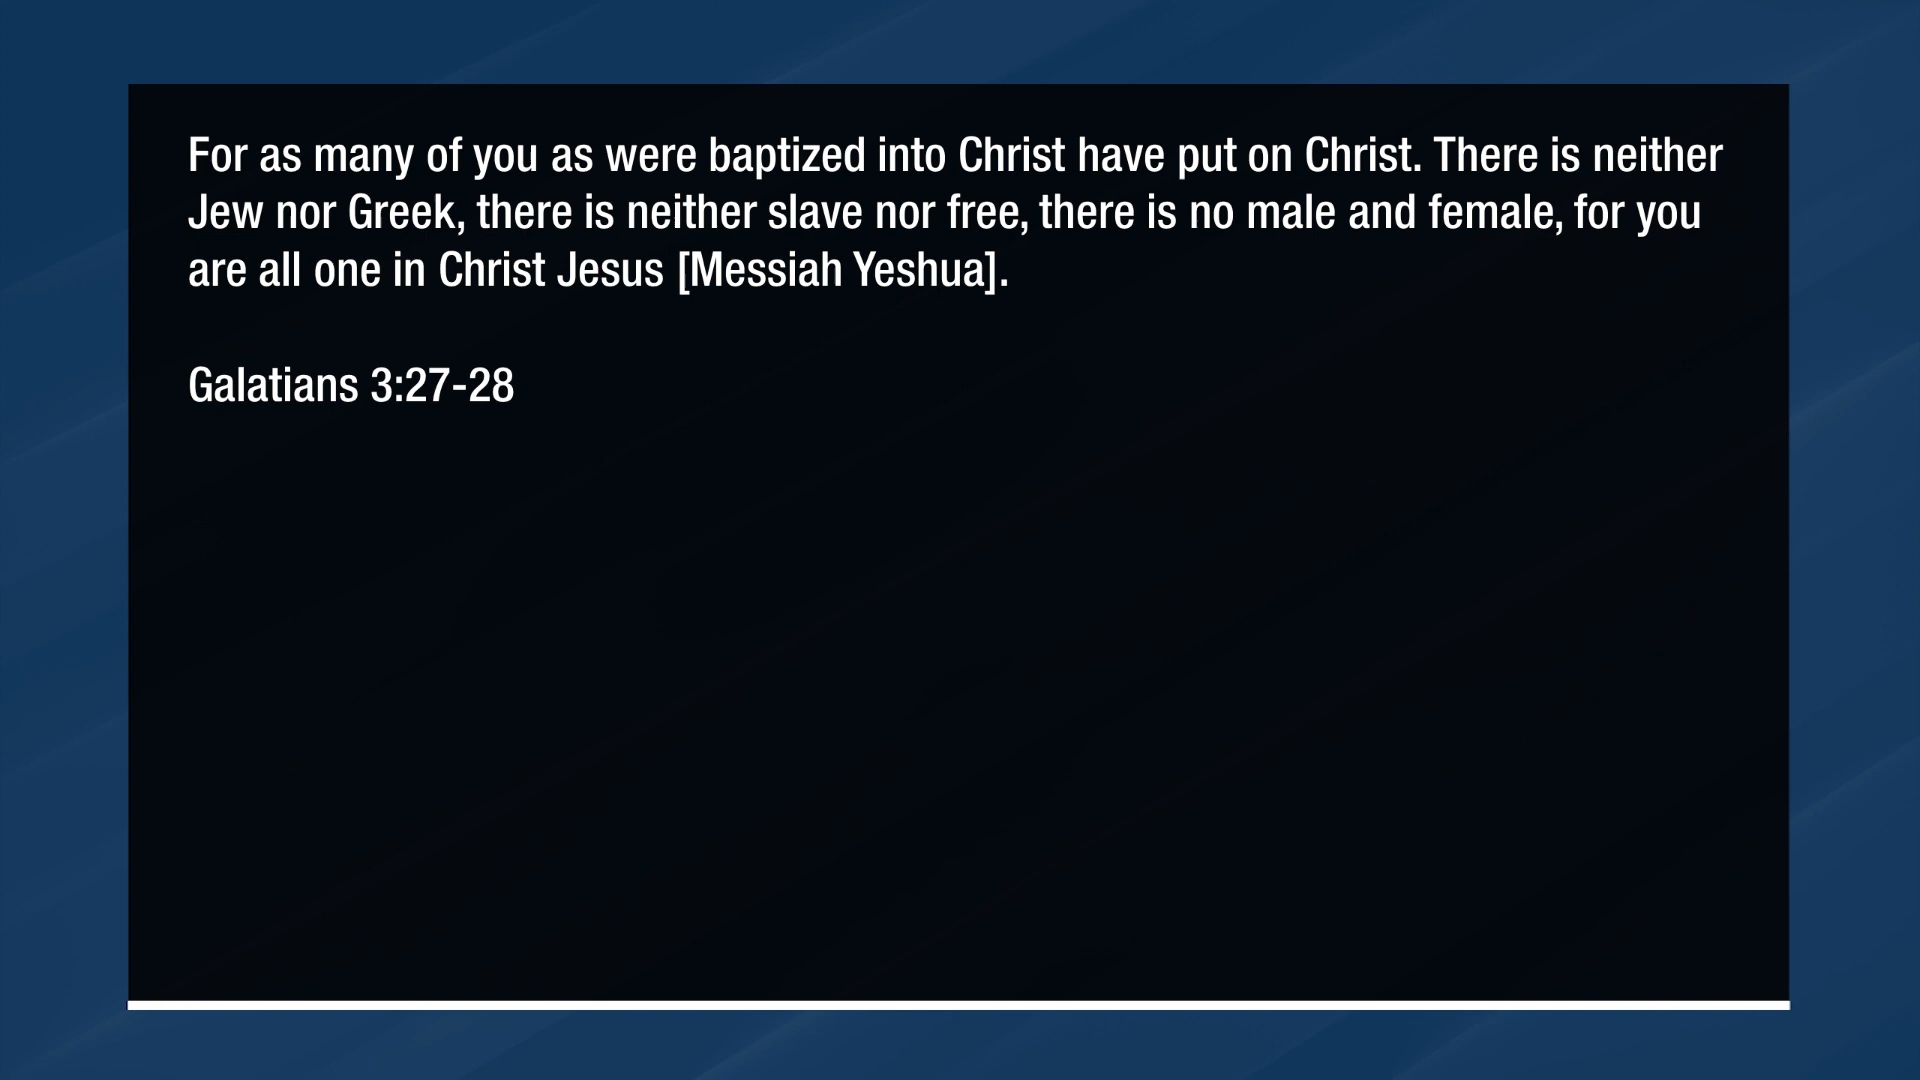 For as many of you as were baptized into Christ have put on Christ. There is neither
Jew nor Greek, there is neither slave nor free, there is no male and female, for you
are all one in Christ Jesus [Messiah Yeshua].
Galatians 3:27-28